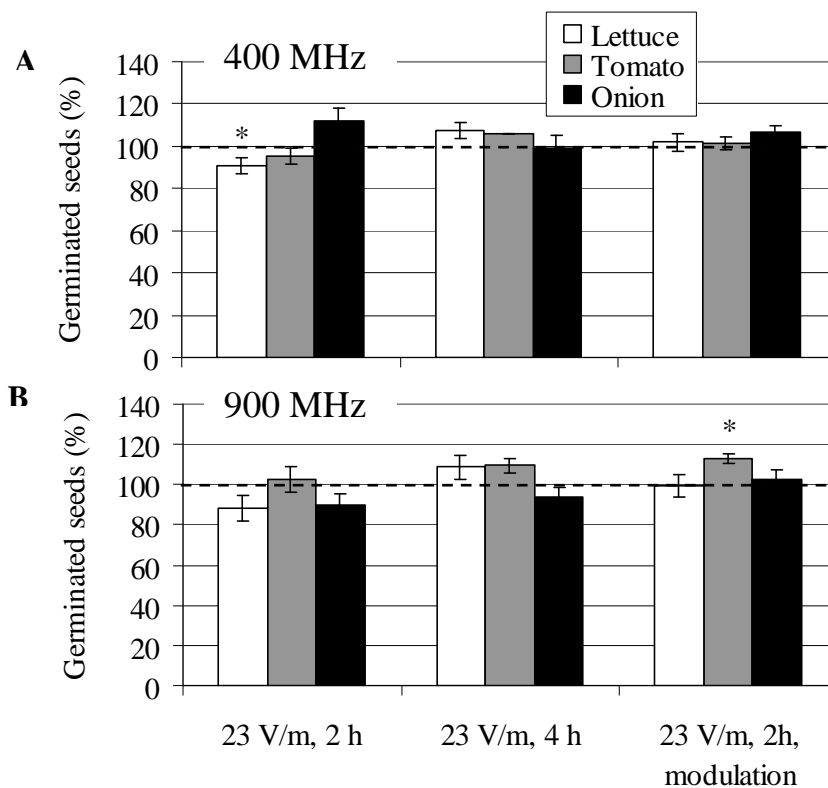 A
400 MHz
Lettuce
Tomato
Onion
Germinated seeds (%)
140
120
100
80
60
40
20
0
*
B
900 MHz
Germinated seeds (%)
140
120
100
80
60
40
20
0
*
23 V/m, 2 h
23 V/m, 4 h
23 V/m, 2h,
modulation